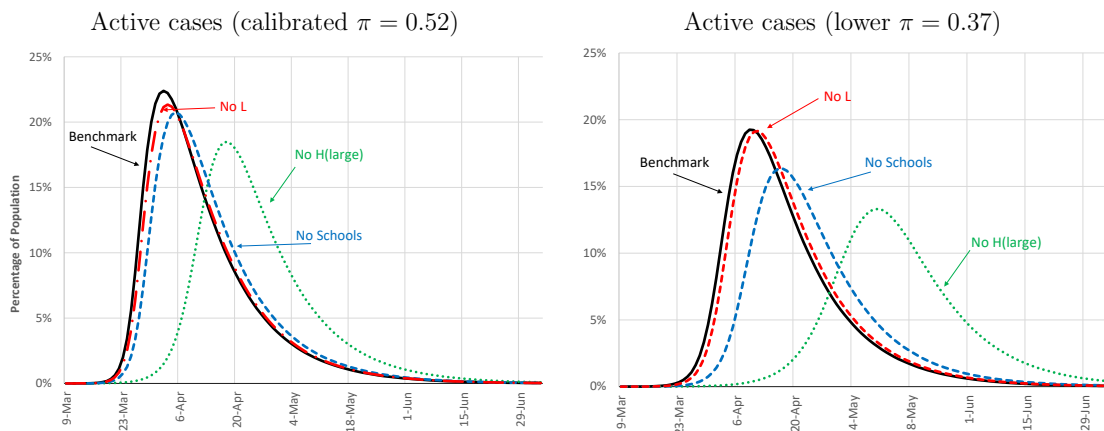 Active cases (calibrated π = 0.52)
25%
20%
15%
10%
5%
0%
Percentage of Population
Benchmark
No L
No H(large)
No Schools
9-Mar
23-Mar
6-Apr
20-Apr
4-May
18-May
1-Jun
15-Jun
29-Jun
Active cases (lower π = 0.37)
25%
20%
15%
10%
5%
0%
No L
Benchmark
No Schools
No H(large)
9-Mar
23-Mar
6-Apr
20-Apr
4-May
8-May
1-Jun
15-Jun
29-Jun